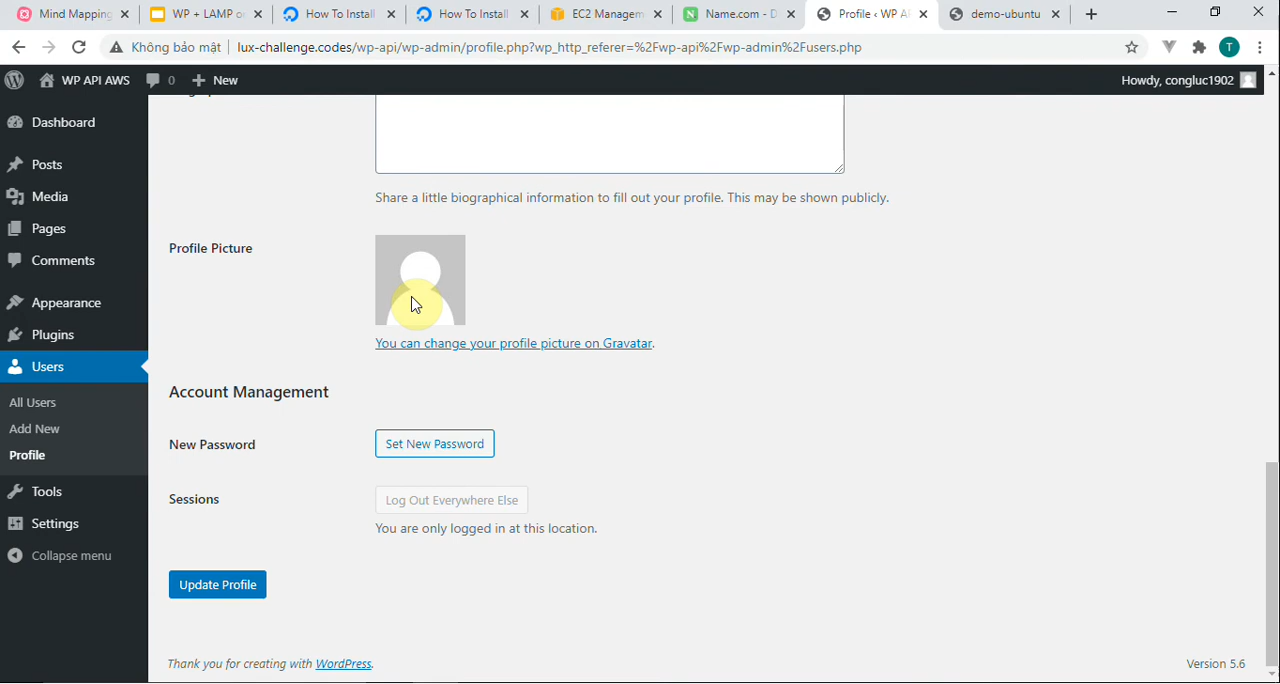 Mind Mapping
WP + LAMP o
How To Install
How To Install
EC2 Managem
Name.com - D
Profile ‹ WP A
demo-ubuntu
Không bảo mật
lux-challenge.codes/wp-api/wp-admin/profile.php?wp_http_referer=%2Fwp-api%2Fwp-admin%2Fusers.php
T
WP API AWS
0
New
Howdy, congluc1902
Dashboard
Posts
Media
Pages
Comments
Appearance
Plugins
Users
All Users
Add New
Profile
Tools
Settings
Collapse menu
Share a little biographical information to fill out your profile. This may be shown publicly.
Profile Picture
You can change your profile picture on Gravatar.
Account Management
New Password
Set New Password
Sessions
Log Out Everywhere Else
You are only logged in at this location.
Update Profile
Thank you for creating with WordPress.
Version 5.6